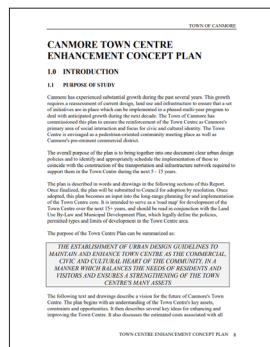 TOWN OF CANMORE
CANMORE TOWN CENTRE
ENHANCEMENT CONCEPT PLAN
1.0 INTRODUCTION
1.1 PURPOSE OF STUDY
Canmore has experienced substantial growth during the past several years. This growth
requires a reassessment of current design, land use and infrastructure to ensure that a set
of initiatives are in place which can be implemented in a phased multi-year program to
deal with anticipated growth during the next decade. The Town of Canmore has
commissioned this plan to ensure the reinforcement of the Town Centre as Canmore's
primary area of social interaction and focus for civic and cultural identity. The Town
Centre is envisaged as a pedestrian-oriented community meeting place as well as
Canmore's pre-eminent commercial district.
The overall purpose of the plan is to bring together into one document clear urban design
policies and to identify and appropriately schedule the implementation of these to
coincide with the construction of the transportation and infrastructure network required to
support them in the Town Centre during the next 5 - 15 years.
The plan is described in words and drawings in the following sections of this Report.
Once finalized, the plan will be submitted to Council for adoption by resolution. Once
adopted, this plan becomes an input into the long-range planning for and implementation
of the Town Centre core. It is intended to serve as a 'road map' for development of the
Town Centre over the next 15+ years, and should be read in conjunction with the Land
Use By-Law and Municipal Development Plan, which legally define the policies,
permitted types and limits of development in the Town Centre area.
The purpose of the Town Centre Plan can be summarized as:
THE ESTABLISHMENT OF URBAN DESIGN GUIDELINES TO
MAINTAIN AND ENHANCE TOWN CENTRE AS THE COMMERCIAL,
CIVIC AND CULTURAL HEART OF THE COMMUNITY, IN A
MANNER WHICH BALANCES THE NEEDS OF RESIDENTS AND
VISITORS AND ENSURES A STRENGTHENING OF THE TOWN
CENTRE'S MANY ASSETS
The following text and drawings describe a vision for the future of Canmore's Town
Centre. The plan begins with an understanding of the Town Centre's key assets,
constraints and opportunities. It then describes several key ideas for enhancing and
improving the Town Centre. It also discusses the estimated costs associated with all
TOWN CENTRE ENHANCEMENT CONCEPT PLAN